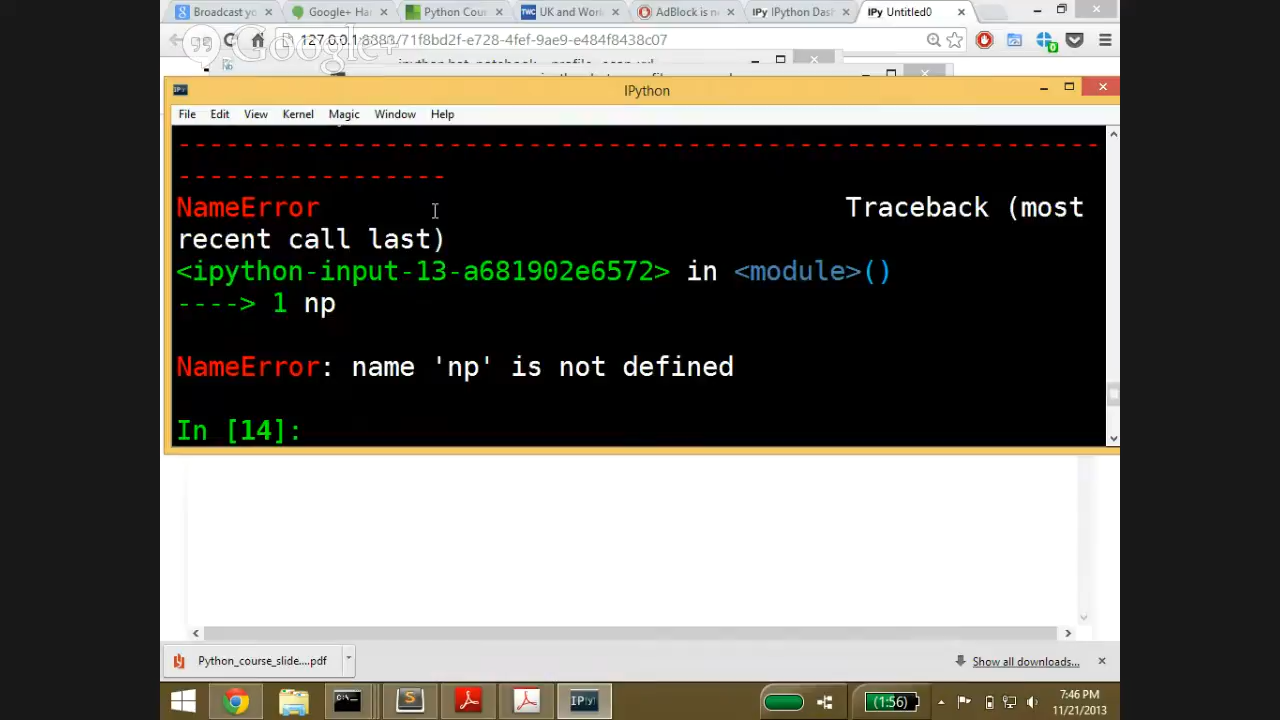 Broadcast yo
Google+ Ha
Python Cou
UK and Worl
AdBlock is n
IPython Das
IPy Untitled0
127.0.0.1:8888/71f8bd2f-e728-4fef-9ae9-e484f8438c07
Google+
IPython
File Edit View Kernel Magic Window Help
---------------------------------------------------------
-----------------
NameError Traceback (most
recent call last)
<ipython-input-13-a681902e6572> in <module>()
----> 1 np
NameError: name 'np' is not defined
In [14]:
Python_course_slide....pdf
Show all downloads...
IPy
(1:56)
7:46 PM
11/21/2013